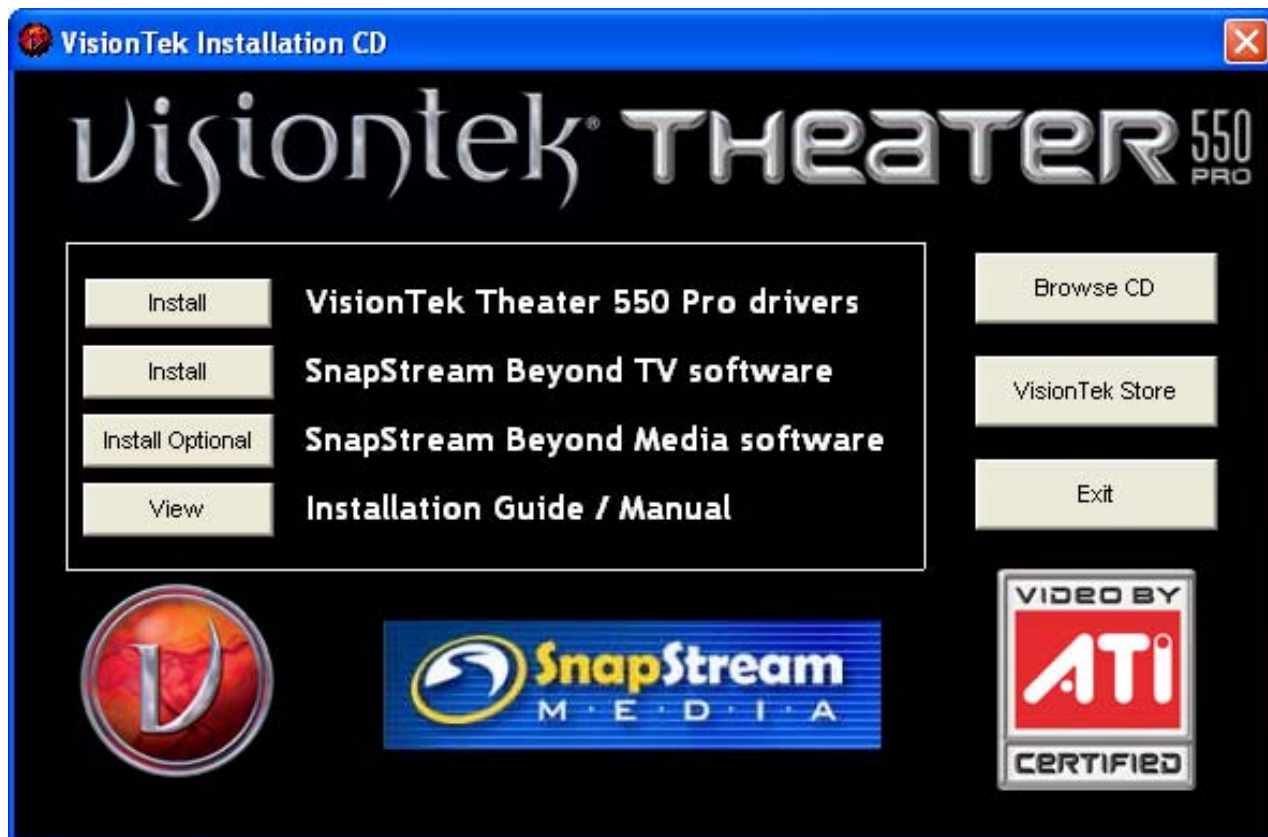 VisionTek Installation CD
Visiontek® THEATER 550 PRO
Install VisionTek Theater 550 Pro drivers
Install SnapStream Beyond TV software
Install Optional SnapStream Beyond Media software
View Installation Guide / Manual
Browse CD
VisionTek Store
Exit
V
SnapStream
M·E·D·I·A
VIDEO BY
ATI
CERTIFIED